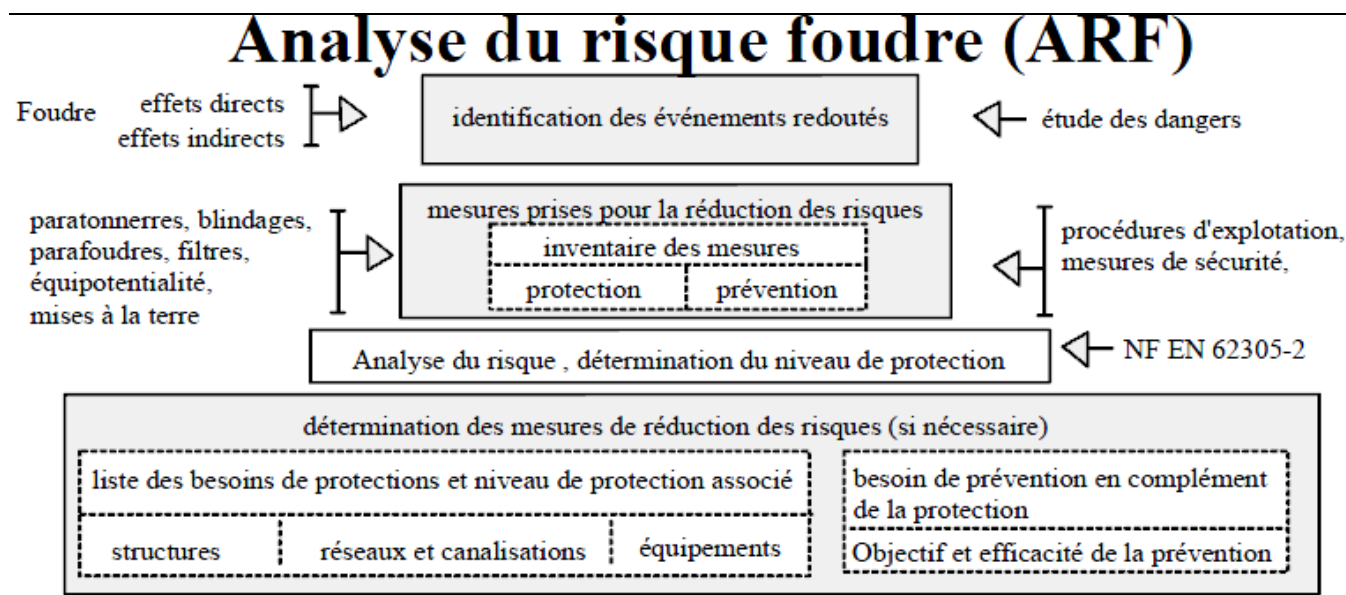 Analyse du risque foudre (ARF)
Foudre
effets directs
effets indirects
identification des événements redoutés
étude des dangers
paratonnerres, blindages,
parafoudres, filtres,
équipotentialité,
mises à la terre
mesures prises pour la réduction des risques
inventaire des mesures
protection
prévention
procédures d'explotation,
mesures de sécurité,
Analyse du risque , détermination du niveau de protection
NF EN 62305-2
détermination des mesures de réduction des risques (si nécessaire)
liste des besoins de protections et niveau de protection associé
structures
réseaux et canalisations
équipements
besoin de prévention en complément
de la protection
Objectif et efficacité de la prévention